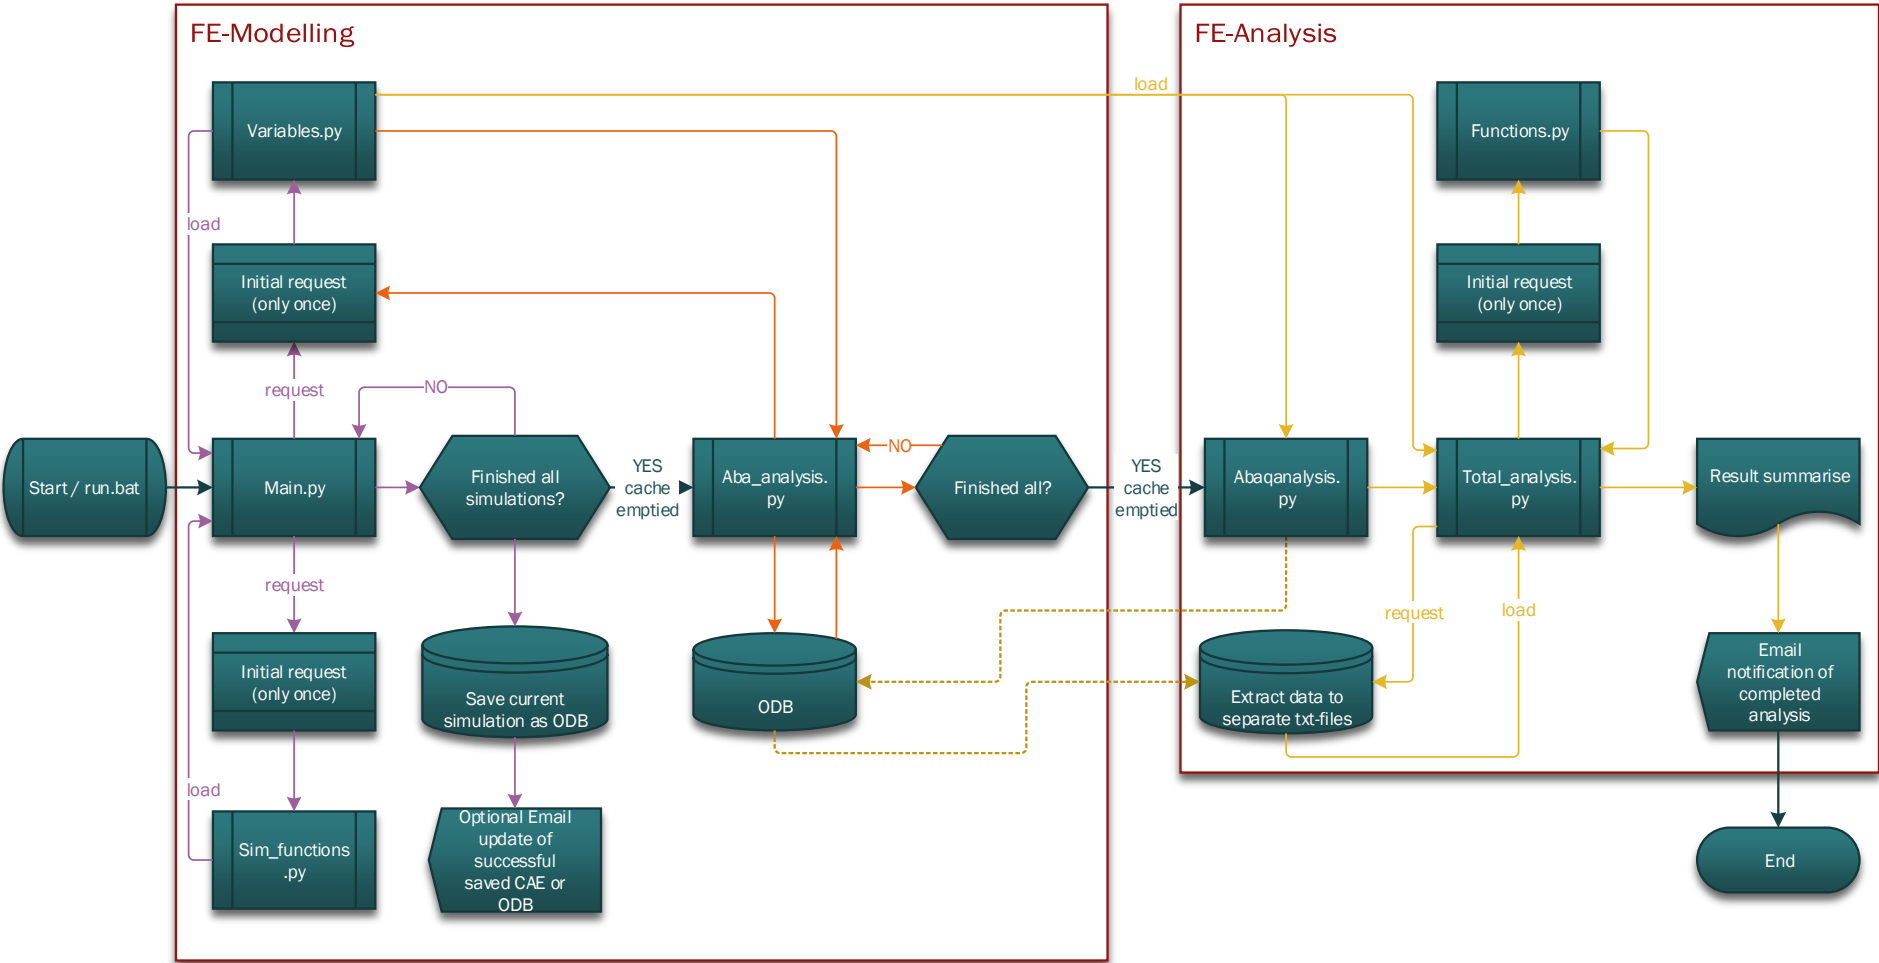 FE-Modelling
FE-Analysis
load
Variables.py
Functions.py
load
Initial request
(only once)
Initial request
(only once)
request
NO
Start / run.bat
Main.py
Finished all
simulations?
YES
cache
emptied
Aba_analysis.
py
NO
Finished all?
YES
cache
emptied
Abaqanalysis.
py
Total_analysis.
py
Result summarise
request
request
load
Initial request
(only once)
Save current
simulation as ODB
ODB
Extract data to
separate txt-files
Email
notification of
completed
analysis
load
Sim_functions
.py
Optional Email
update of
successful
saved CAE or
ODB
End